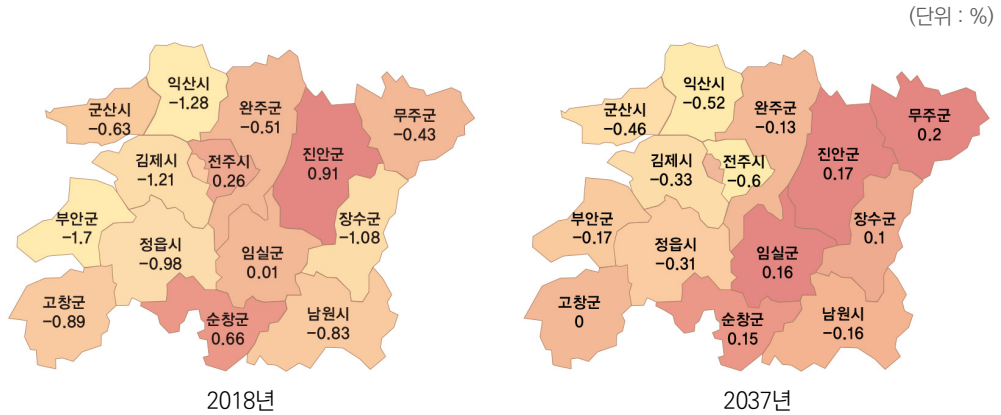 (단위 : %)
익산시
-1.28
군산시
-0.63
완주군
-0.51
무주군
-0.43
김제시
-1.21
전주시
0.26
진안군
0.91
부안군
-1.7
정읍시
-0.98
임실군
0.01
장수군
-1.08
고창군
-0.89
순창군
0.66
남원시
-0.83
2018년
익산시
-0.52
군산시
-0.46
완주군
-0.13
무주군
0.2
김제시
-0.33
전주시
-0.6
진안군
0.17
부안군
-0.17
정읍시
-0.31
임실군
0.16
장수군
0.1
고창군
0
순창군
0.15
남원시
-0.16
2037년